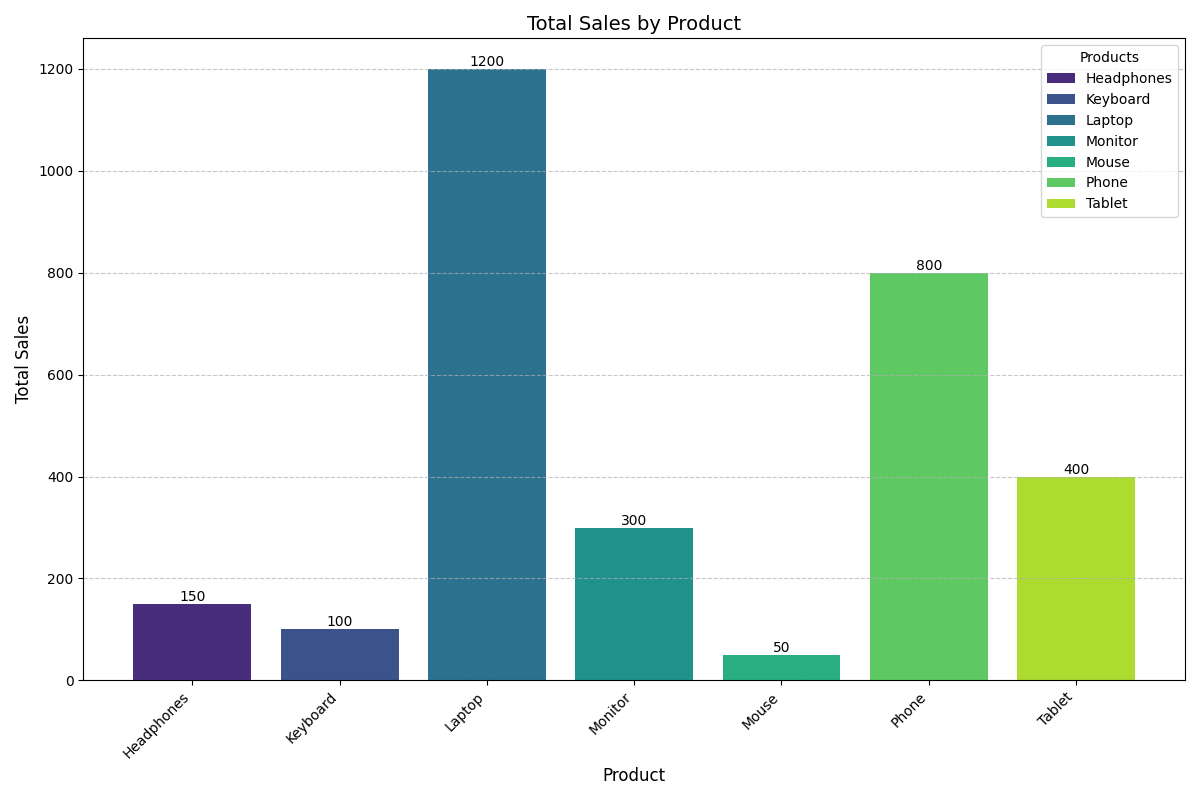 Total Sales by Product
Total Sales
1200
1000
800
600
400
200
0
150
100
1200
300
50
800
400
Headphones
Keyboard
Laptop
Monitor
Mouse
Phone
Tablet
Product
Products
Headphones
Keyboard
Laptop
Monitor
Mouse
Phone
Tablet